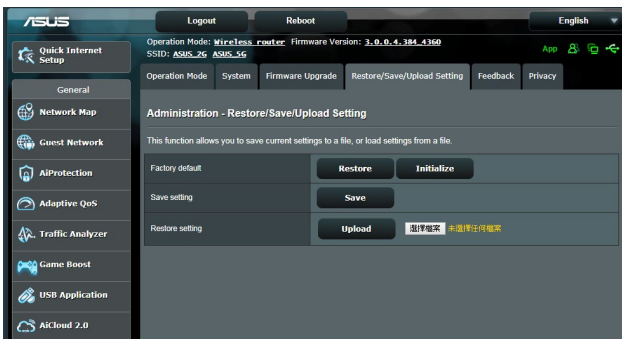 ASUS
Logout
Reboot
English
Quick Internet
Setup
Operation Mode: Wireless router Firmware Version: 3.0.0.4.384_4360
SSID: ASUS_2G ASUS_5G
App
Operation Mode
System
Firmware Upgrade
Restore/Save/Upload Setting
Feedback
Privacy
General
Network Map
Guest Network
AiProtection
Adaptive QoS
Traffic Analyzer
Game Boost
USB Application
AiCloud 2.0
Administration - Restore/Save/Upload Setting
This function allows you to save current settings to a file, or load settings from a file.
Factory default Restore Initialize
Save setting Save
Restore setting Upload 選擇檔案 未選擇任何檔案